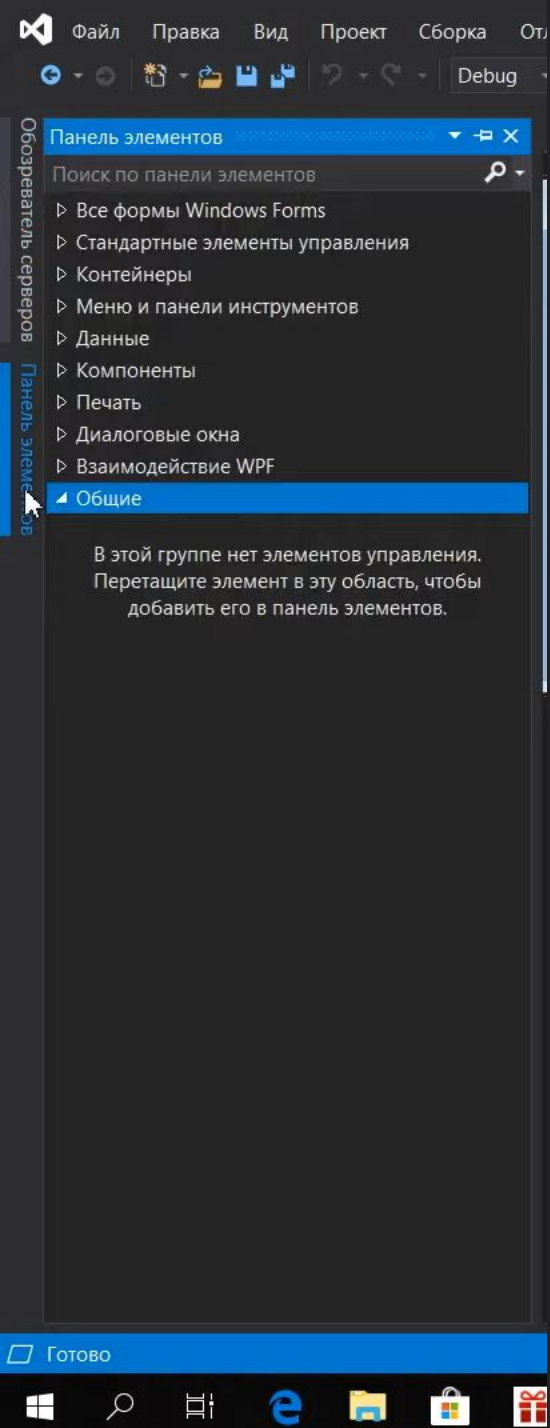 Файл Правка Вид Проект Сборка
Debug
Обозреватель серверов
Панель элементов
Панель элементов
Поиск по панели элементов
Все формы Windows Forms
Стандартные элементы управления
Контейнеры
Меню и панели инструментов
Данные
Компоненты
Печать
Диалоговые окна
Взаимодействие WPF
Общие
В этой группе нет элементов управления.
Перетащите элемент в эту область, чтобы
добавить его в панель элементов.
Готово